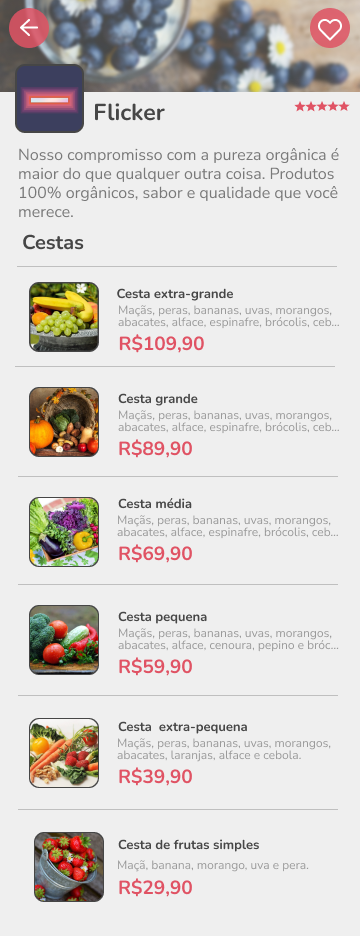 Flicker
Nosso compromisso com a pureza orgânica é
maior do que qualquer outra coisa. Produtos
100% orgânicos, sabor e qualidade que você
merece.
Cestas
Cesta extra-grande
Maçãs, peras, bananas, uvas, morangos,
abacates, alface, espinafre, brócolis, ceb...
R$109,90
Cesta grande
Maçãs, peras, bananas, uvas, morangos,
abacates, alface, espinafre, brócolis, ceb...
R$89,90
Cesta média
Maçãs, peras, bananas, uvas, morangos,
abacates, alface, espinafre, brócolis, ceb...
R$69,90
Cesta pequena
Maçãs, peras, bananas, uvas, morangos,
abacates, alface, cenoura, pepino e bróc...
R$59,90
Cesta extra-pequena
Maçãs, peras, bananas, uvas, morangos,
abacates, laranjas, alface e cebola.
R$39,90
Cesta de frutas simples
Maçã, banana, morango, uva e pera.
R$29,90